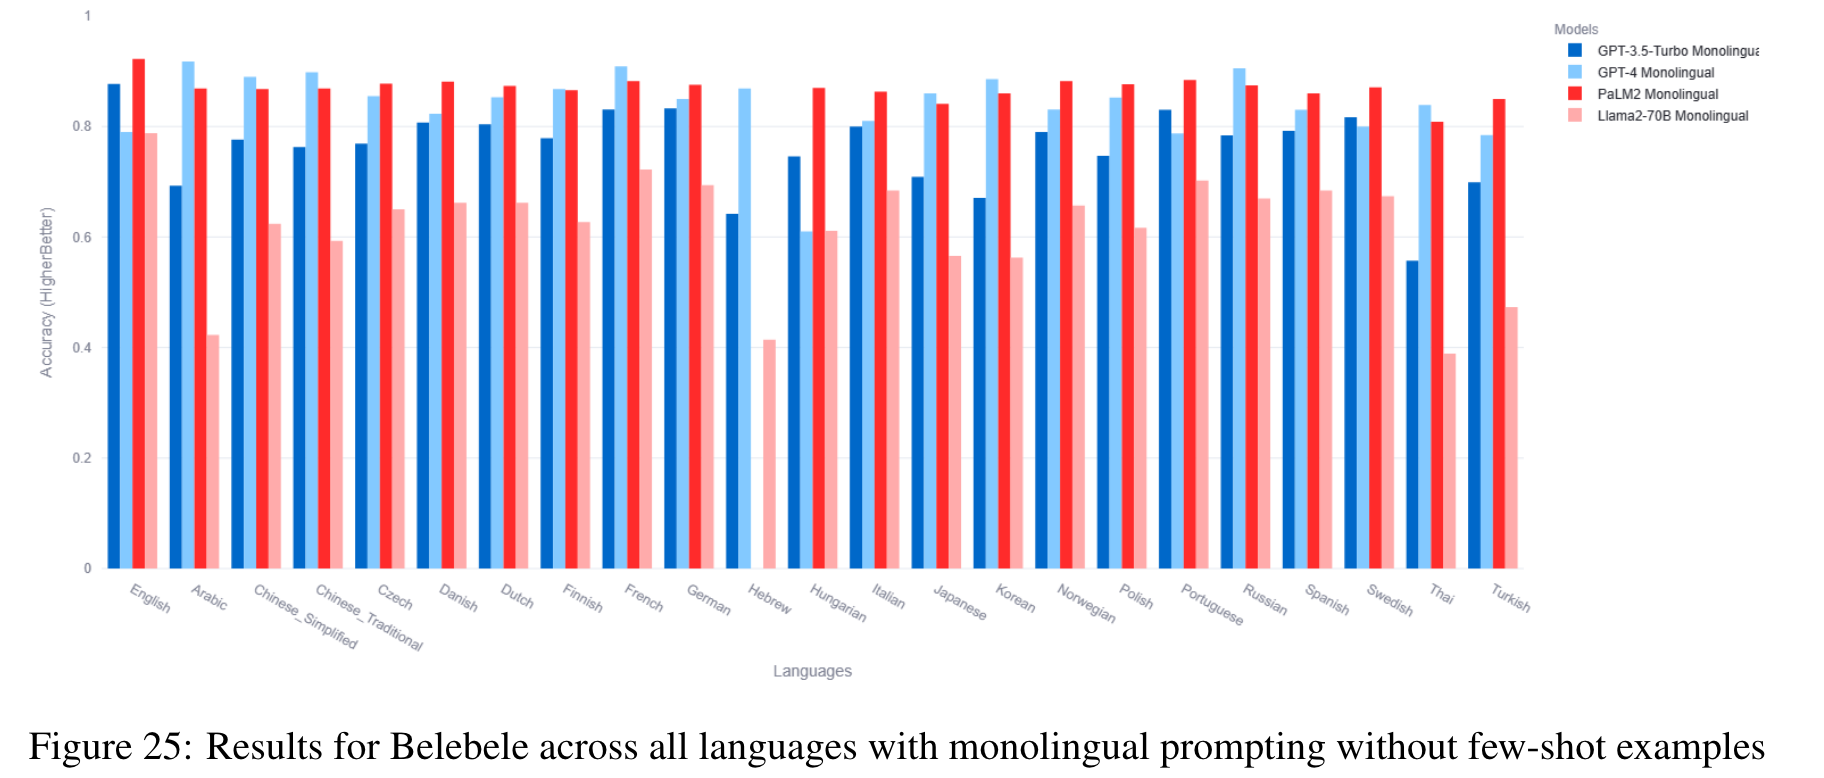 Models
GPT-3.5-Turbo Monolingua
GPT-4 Monolingual
PaLM2 Monolingual
Llama2-70B Monolingual
Accuracy (HigherBetter)
1
0.8
0.6
0.4
0.2
0
English
Arabic
Chinese_Simplified
Chinese_Traditional
Czech
Danish
Dutch
Finnish
French
German
Hebrew
Hungarian
Italian
Japanese
Korean
Norwegian
Polish
Portuguese
Russian
Spanish
Swedish
Thai
Turkish
Languages
Figure 25: Results for Belebele across all languages with monolingual prompting without few-shot examples